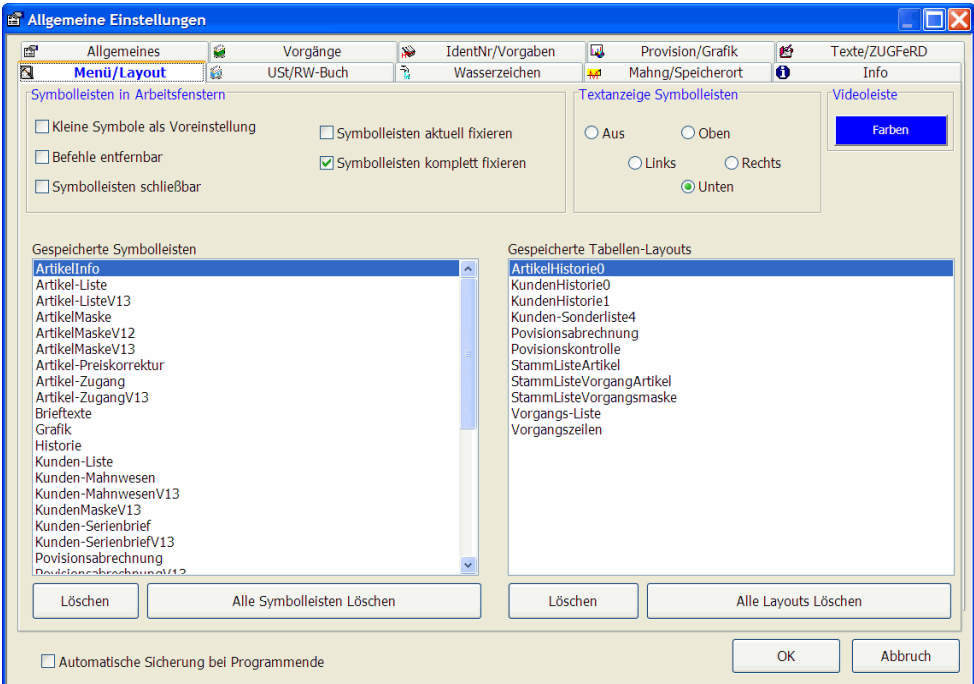 Allgemeine Einstellungen
Allgemeines
Vorgänge
IdentNr/Vorgaben
Provision/Grafik
Texte/ZUGFeRD
Menü/Layout
USt/RW-Buch
Wasserzeichen
Mahng/Speicherort
Info
Symbolleisten in Arbeitsfenstern
Kleine Symbole als Voreinstellung
Befehle entfernbar
Symbolleisten schließbar
Symbolleisten aktuell fixieren
Symbolleisten komplett fixieren
Textanzeige Symbolleisten
Aus
Oben
Links
Rechts
Unten
Videoleiste
Farben
Gespeicherte Symbolleisten
ArtikelInfo
Artikel-Liste
Artikel-ListeV13
ArtikelMaske
ArtikelMaskeV12
ArtikelMaskeV13
Artikel-Preiskorrektur
Artikel-Zugang
Artikel-ZugangV13
Brieftexte
Grafik
Historie
Kunden-Liste
Kunden-Mahnwesen
Kunden-MahnwesenV13
KundenMaskeV13
Kunden-Serienbrief
Kunden-SerienbriefV13
Povisionsabrechnung
PovisionsabrechnungV13
Löschen
Alle Symbolleisten Löschen
Gespeicherte Tabellen-Layouts
ArtikelHistorie0
KundenHistorie0
KundenHistorie1
Kunden-Sonderliste4
Povisionsabrechnung
Povisionskontrolle
StammListeArtikel
StammListeVorgangArtikel
StammListeVorgangsmaske
Vorgangs-Liste
Vorgangszeilen
Löschen
Alle Layouts Löschen
Automatische Sicherung bei Programmende
OK
Abbruch